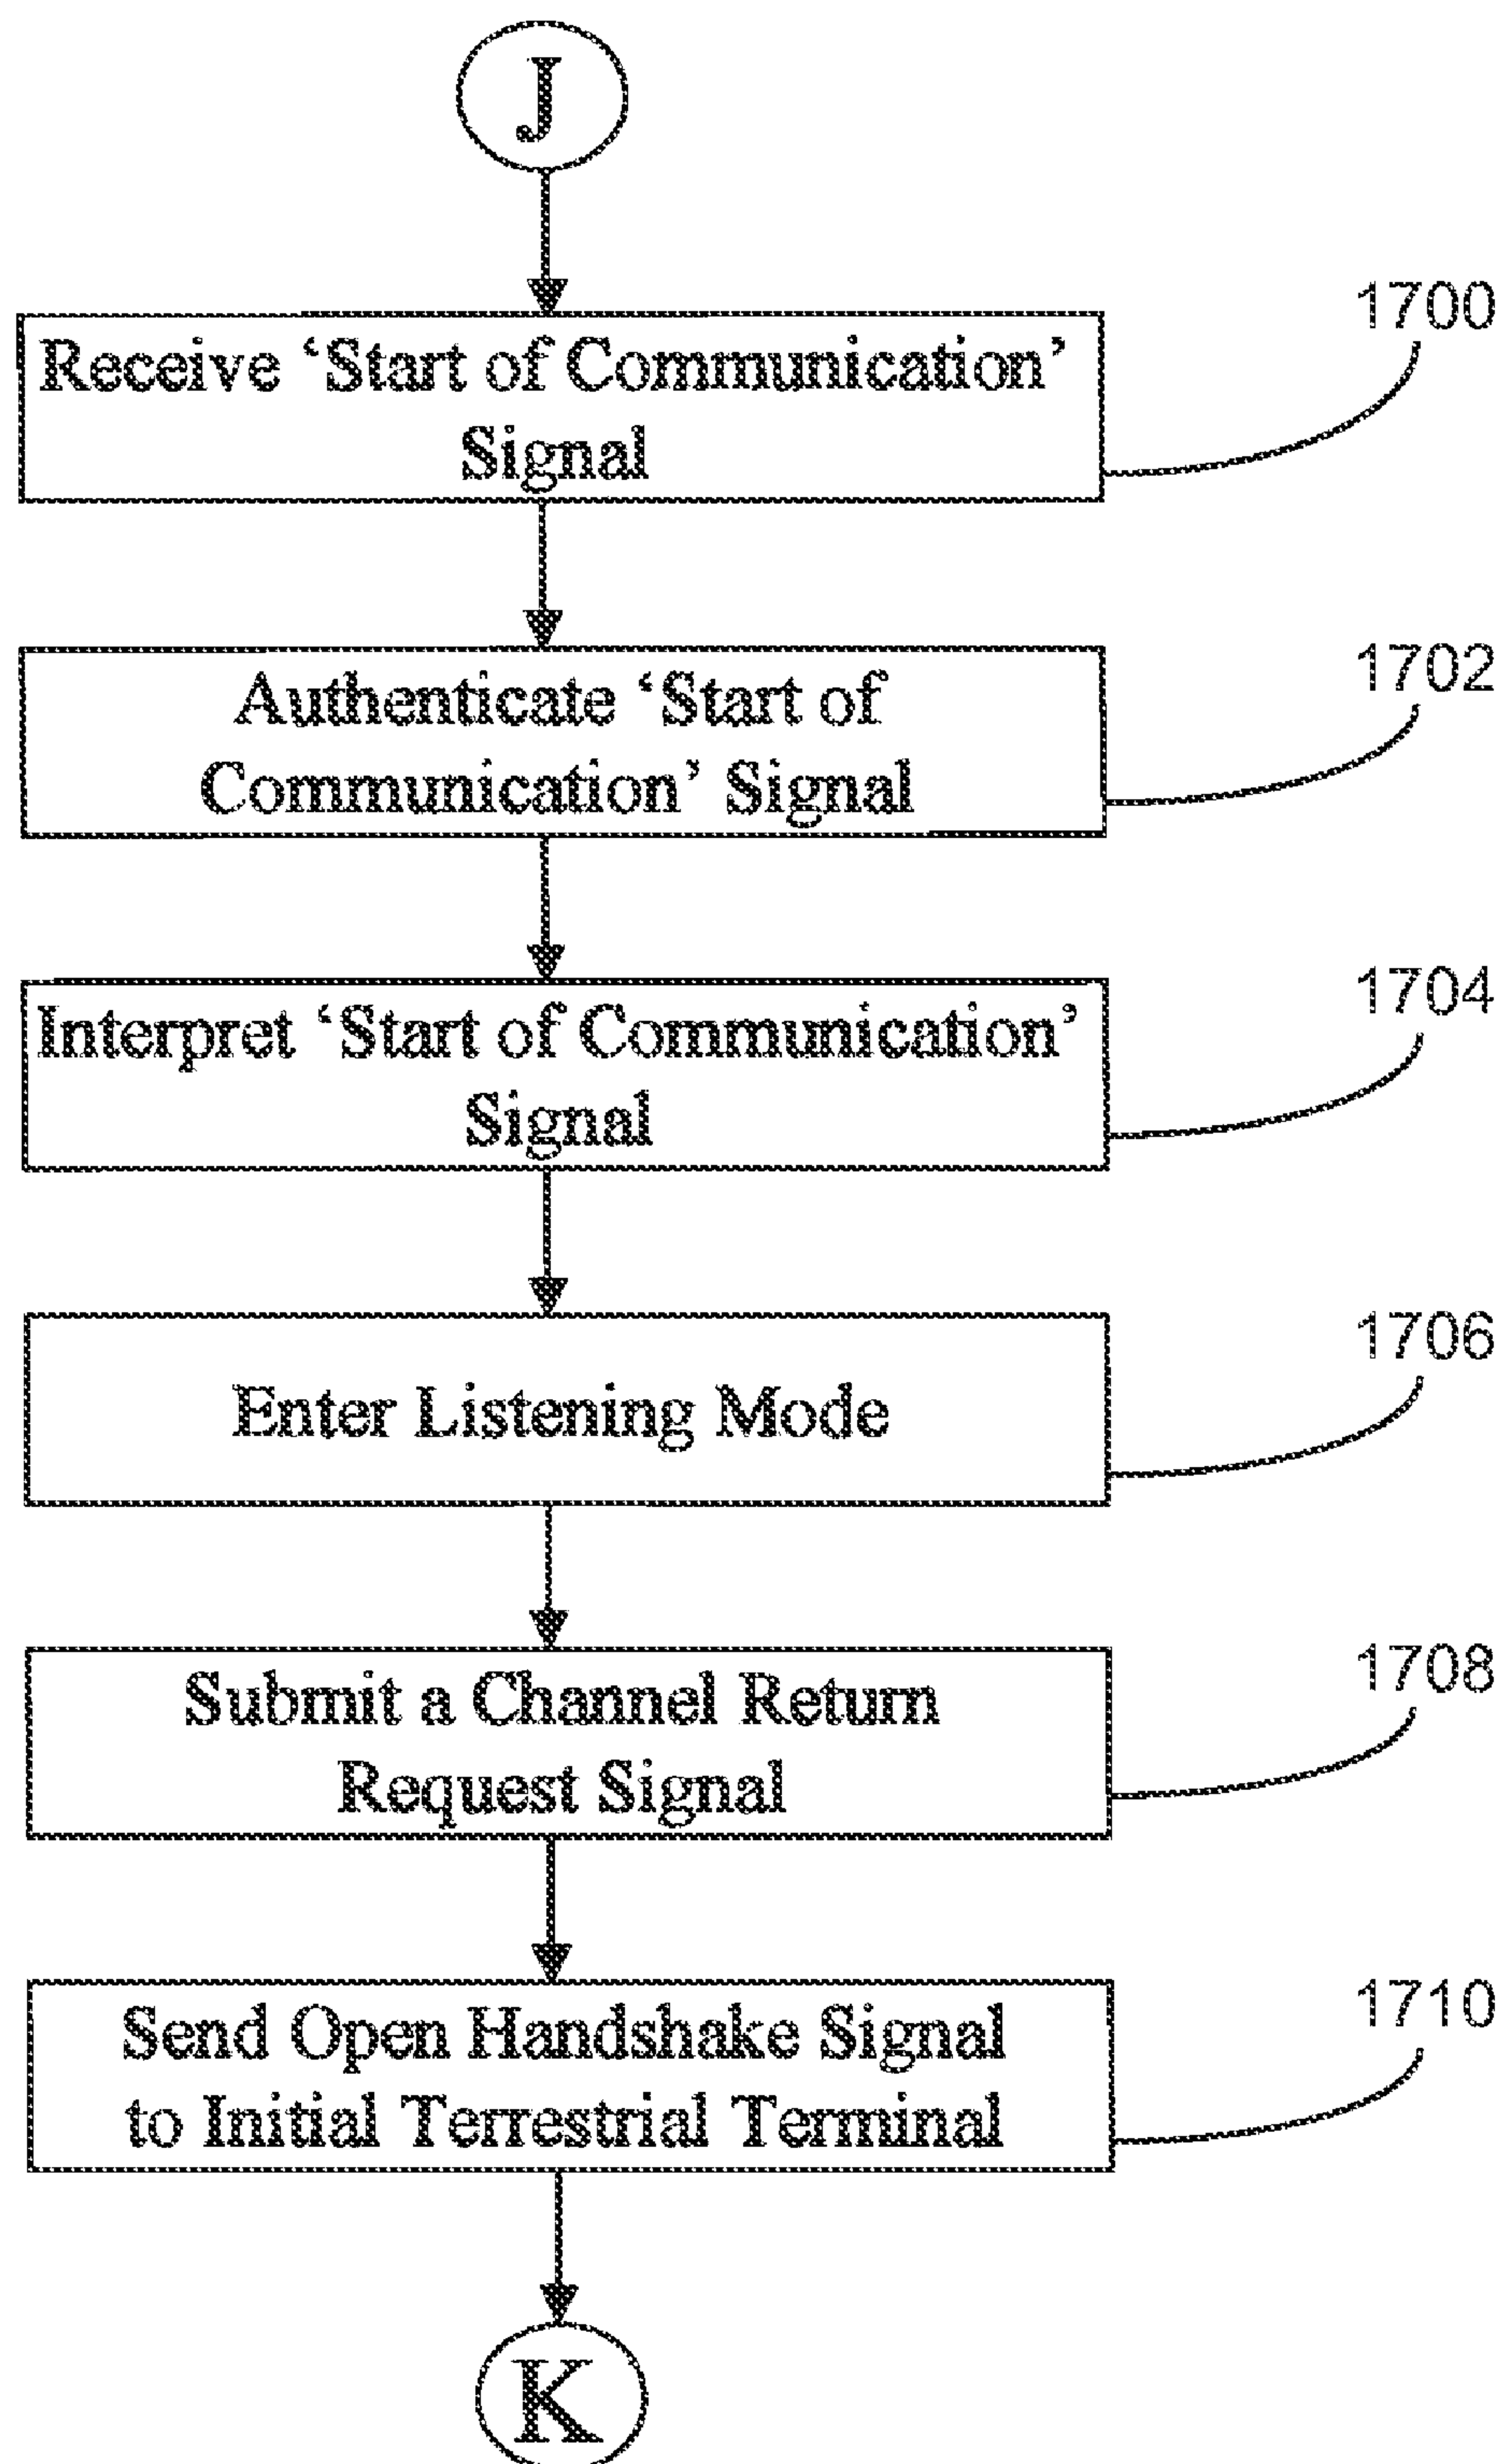 J
1700
Receive ‘Start of Communication’
Signal
1702
Authenticate ‘Start of
Communication’ Signal
1704
Interpret ‘Start of Communication’
Signal
1706
Enter Listening Mode
1708
Submit a Channel Return
Request Signal
1710
Send Open Handshake Signal
to Initial Terrestrial Terminal
K